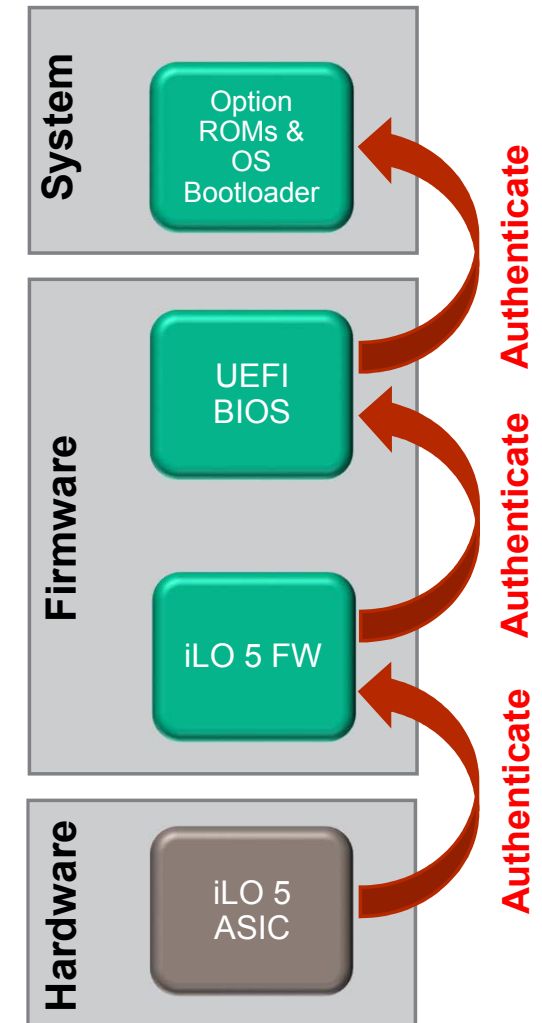 System
Option
ROMs &
OS
Bootloader
Authenticate
Firmware
UEFI
BIOS
Authenticate
iLO 5 FW
Authenticate
Hardware
iLO 5
ASIC